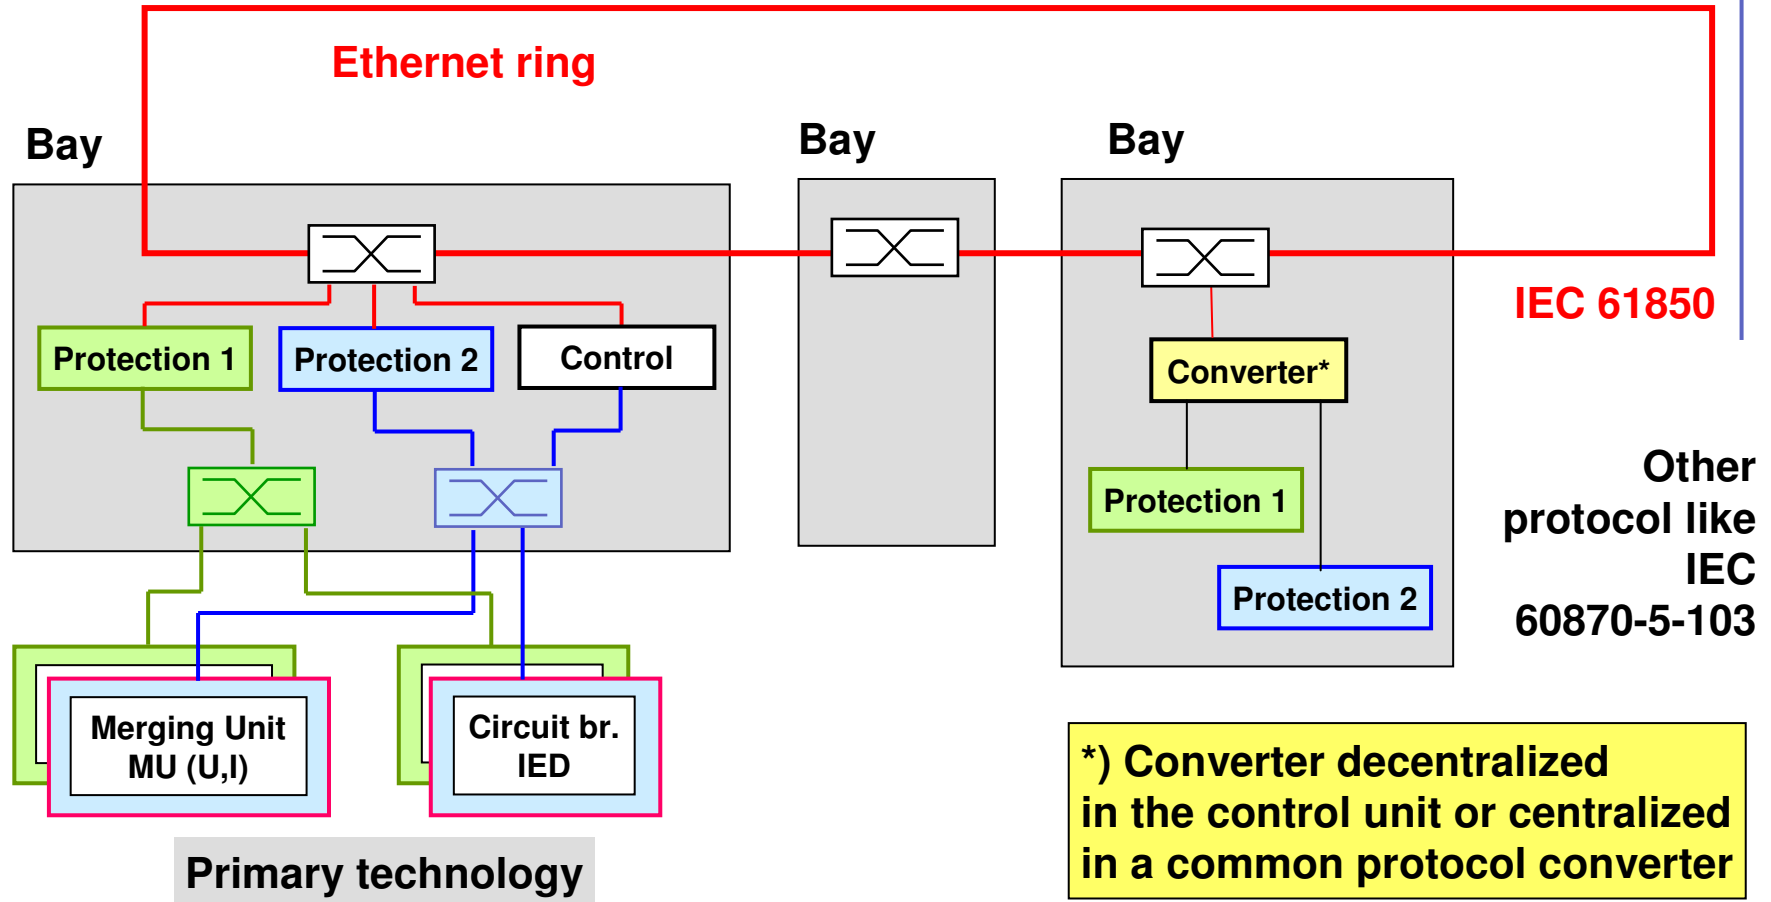 Ethernet ring
Bay
Bay
Bay
IEC 61850
Protection 1
Protection 2
Control
Converter*
Other
protocol like
IEC
60870-5-103
Protection 1
Protection 2
Merging Unit
MU (U,I)
Circuit br.
IED
*) Converter decentralized
in the control unit or centralized
in a common protocol converter
Primary technology